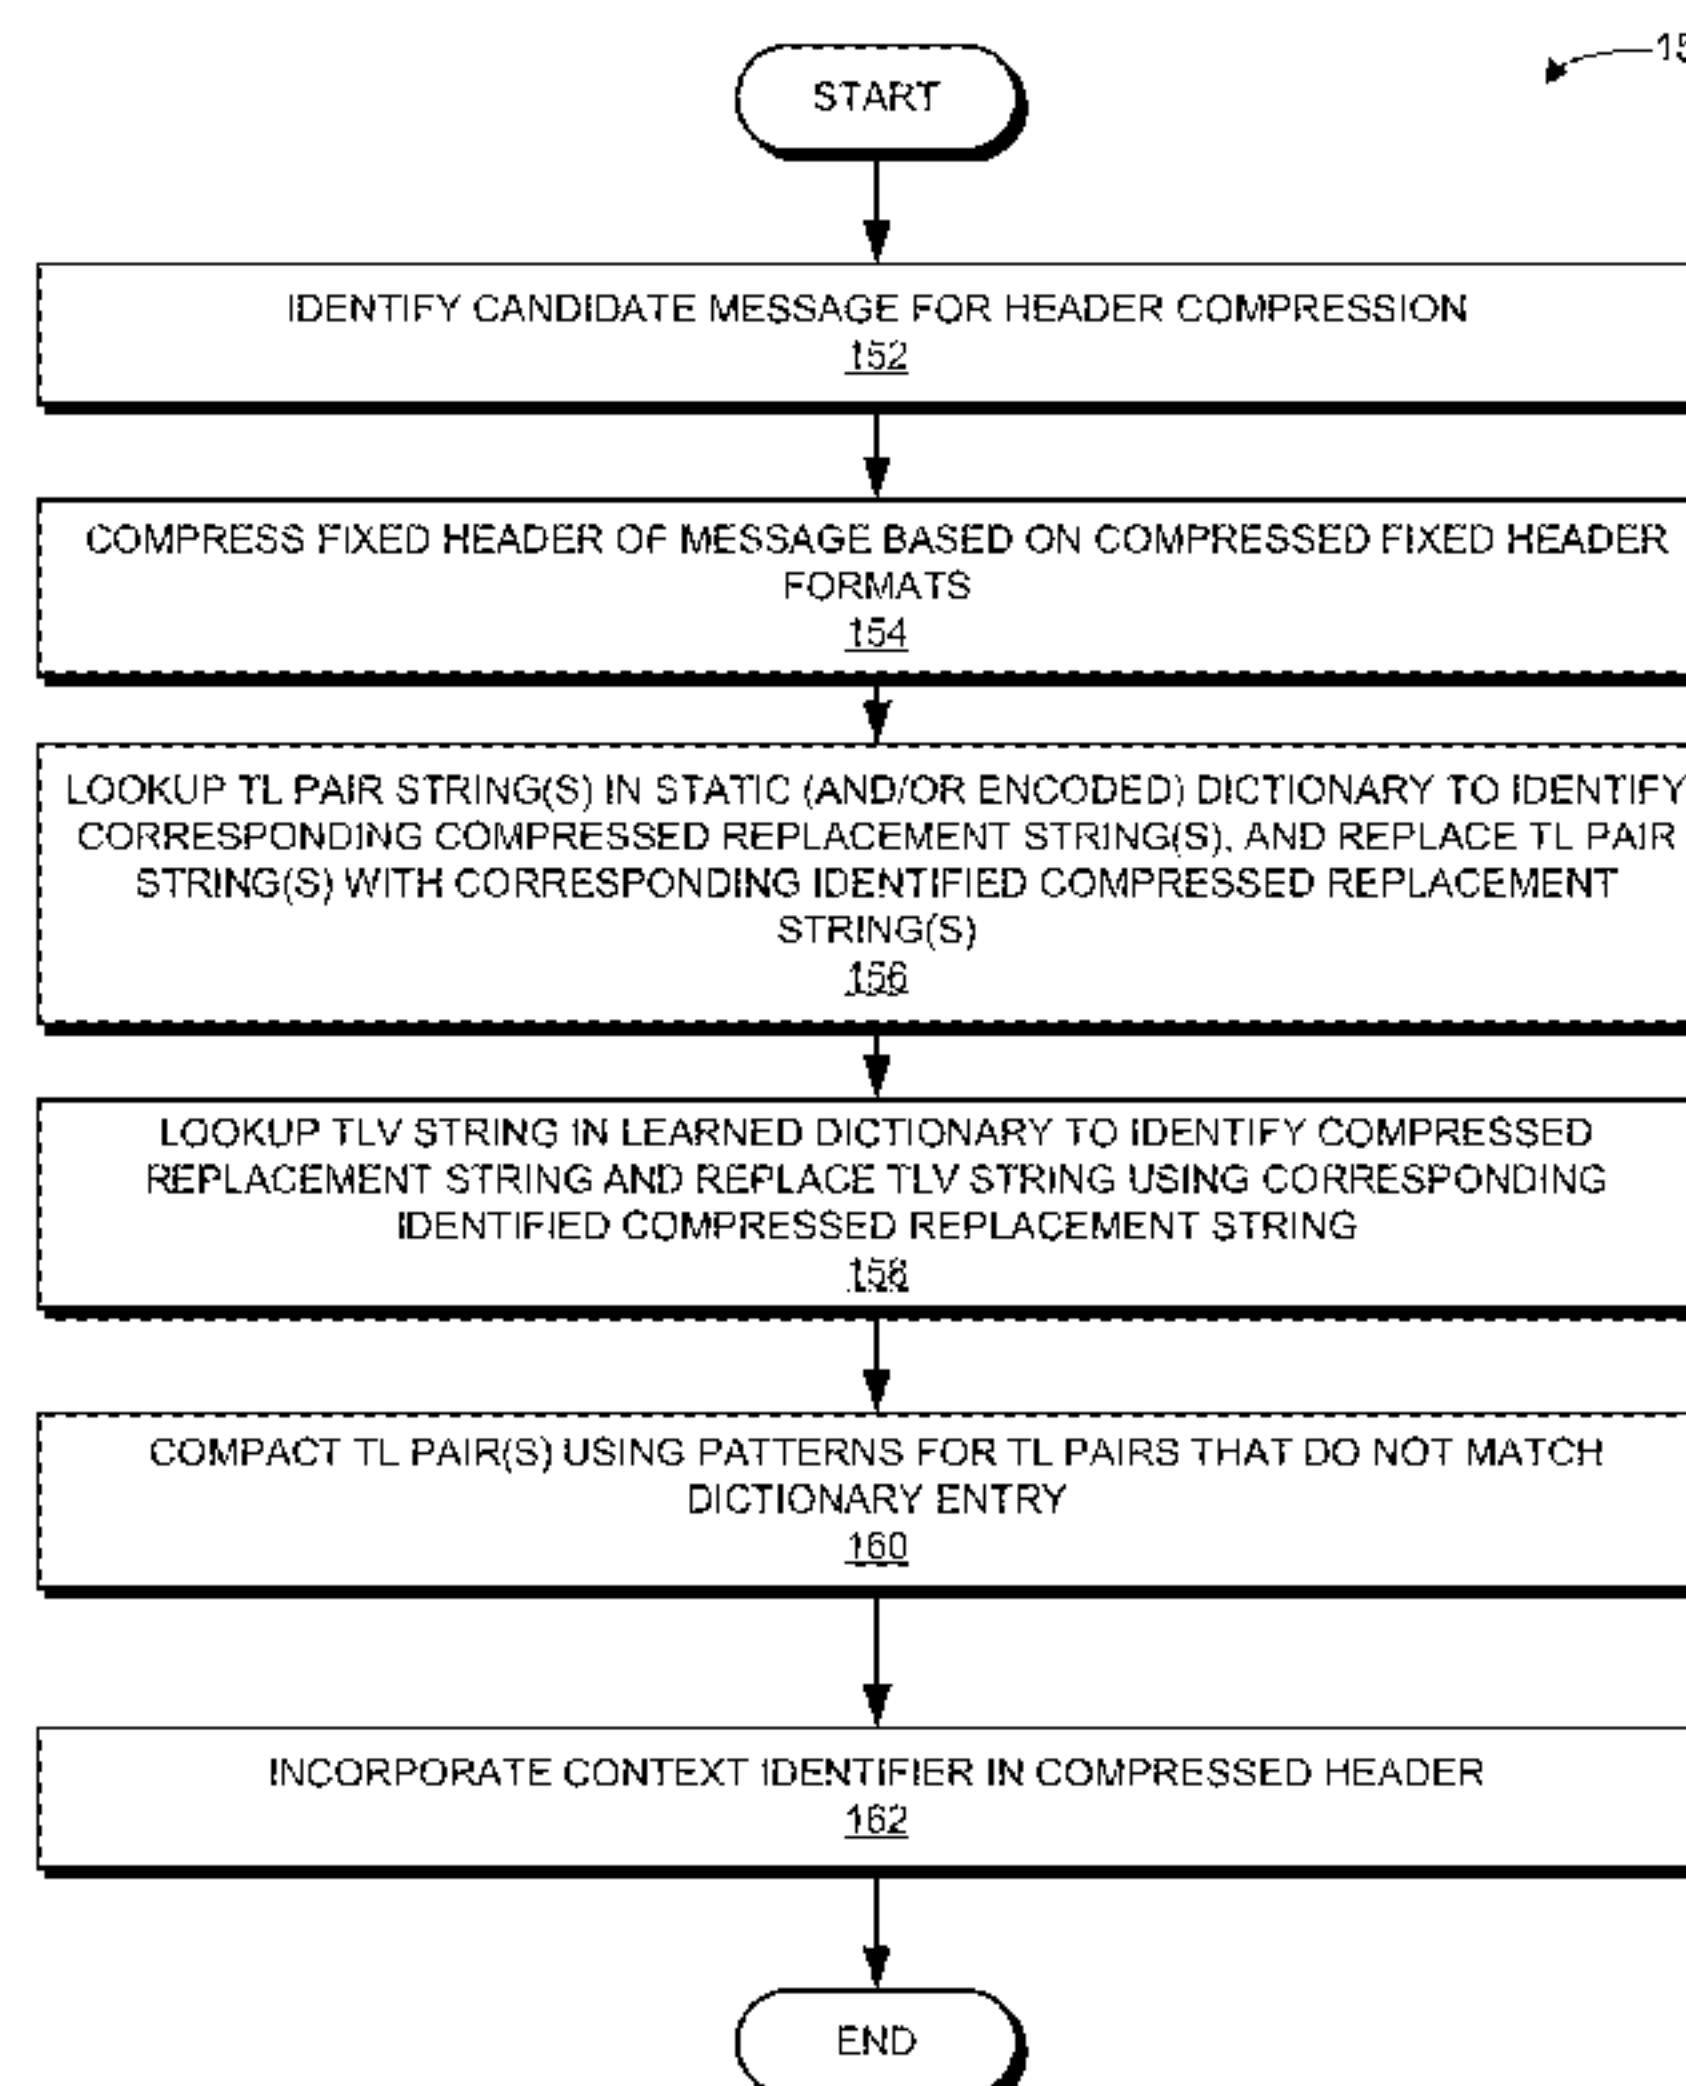 START
IDENTIFY CANDIDATE MESSAGE FOR HEADER COMPRESSION
152
COMPRESS FIXED HEADER OF MESSAGE BASED ON COMPRESSED FIXED HEADER
FORMATS
154
LOOKUP TL PAIR STRING(S) IN STATIC (AND/OR ENCODED) DICTIONARY TO IDENTIFY
CORRESPONDING COMPRESSED REPLACEMENT STRING(S), AND REPLACE TL PAIR
STRING(S) WITH CORRESPONDING IDENTIFIED COMPRESSED REPLACEMENT
STRING(S)
156
LOOKUP TLV STRING IN LEARNED DICTIONARY TO IDENTIFY COMPRESSED
REPLACEMENT STRING AND REPLACE TLV STRING USING CORRESPONDING
IDENTIFIED COMPRESSED REPLACEMENT STRING
158
COMPACT TL PAIR(S) USING PATTERNS FOR TL PAIRS THAT DO NOT MATCH
DICTIONARY ENTRY
160
INCORPORATE CONTEXT IDENTIFIER IN COMPRESSED HEADER
162
END